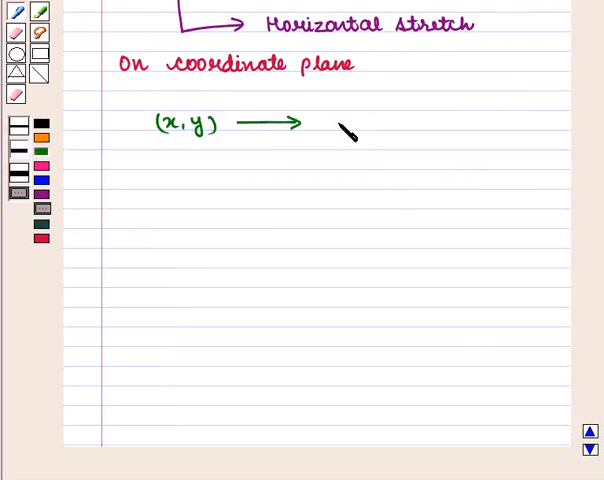 Horizontal stretch
On coordinate plane
(x, y) ⟶